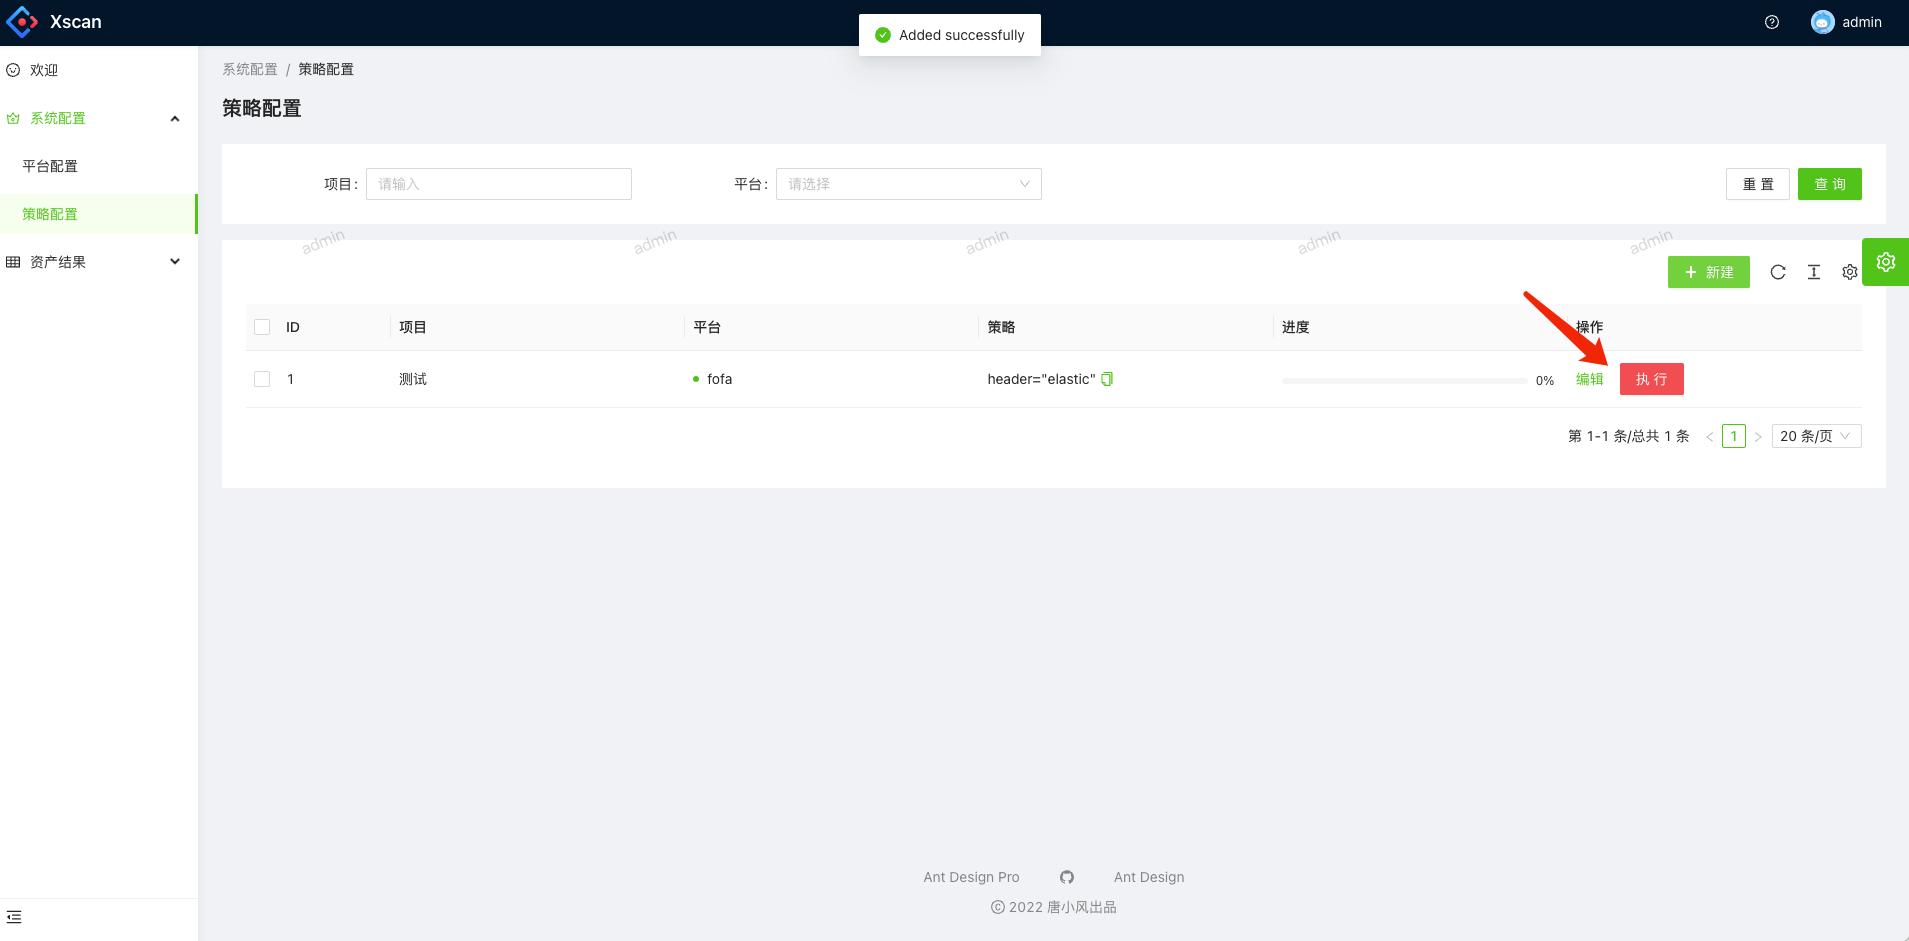 Xscan
Added successfully
admin
欢迎
系统配置
平台配置
策略配置
资产结果
系统配置 / 策略配置
策略配置
项目: 请输入
平台: 请选择
重 置
查 询
admin admin admin admin admin
+ 新建
ID 项目 平台 策略 进度 操作
1 测试 fofa header="elastic" 0% 编辑 执 行
第 1-1 条/总共 1 条 < 1 > 20 条/页
Ant Design Pro Ant Design
© 2022 唐小风出品